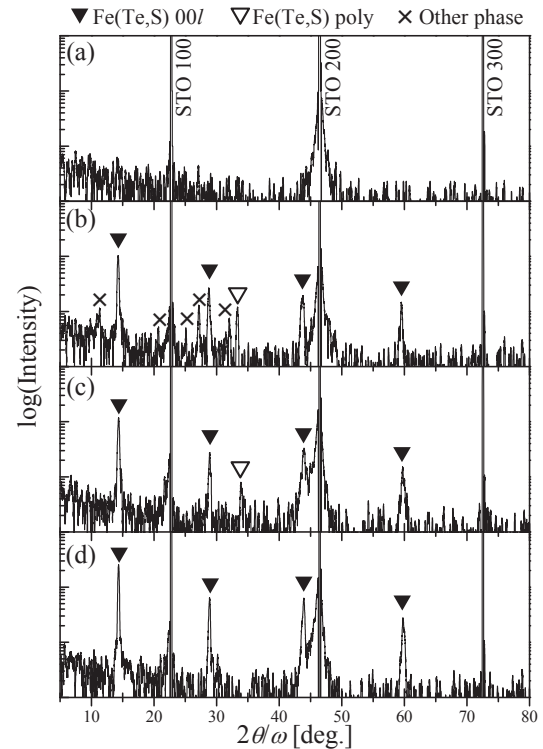 ▼ Fe(Te,S) 00l ▽ Fe(Te,S) poly × Other phase
(a)
STO 100
STO 200
STO 300
(b)
(c)
(d)
log(Intensity)
10 20 30 40 50 60 70 80
2θ/ω [deg.]